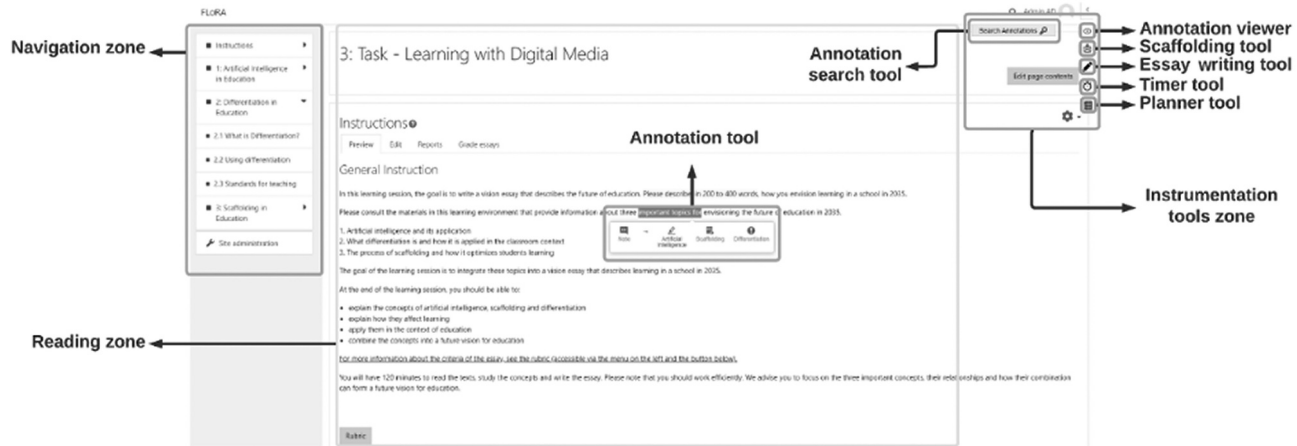 FLoRA
Admin AD
Navigation zone
Instructions
1: Artificial Intelligence
in Education
2: Differentiation in
Education
2.1 What is Differentiation?
2.2 Using differentiation
2.3 Standards for teaching
3: Scaffolding in
Education
Site administration
3: Task - Learning with Digital Media
Annotation
search tool
Search Annotations
Edit page contents
Annotation viewer
Scaffolding tool
Essay writing tool
Timer tool
Planner tool
Instrumentation
tools zone
Instructions
Preview Edit Reports Grade essays
Annotation tool
General Instruction
In this learning session, the goal is to write a vision essay that describes the future of education. Please describe in 200 to 400 words, how you envision learning in a school in 2035.
Please consult the materials in this learning environment that provide information about three important topics for envisioning the future of education in 2035.
Note Artificial Scaffolding Differentiation
Intelligence
1. Artificial intelligence and its application
2. What differentiation is and how it is applied in the classroom context
3. The process of scaffolding and how it optimizes students learning
The goal of the learning session is to integrate these topics into a vision essay that describes learning in a school in 2035.
At the end of the learning session, you should be able to:
• explain the concepts of artificial intelligence, scaffolding and differentiation
• explain how they affect learning
• apply them in the context of education
• combine the concepts into a future vision for education
Reading zone
For more information about the criteria of the essay, see the rubric (accessible via the menu on the left and the button below).
You will have 120 minutes to read the texts, study the concepts and write the essay. Please note that you should work efficiently. We advise you to focus on the three important concepts, their relationships and how their combination
can form a future vision for education.
Rubric